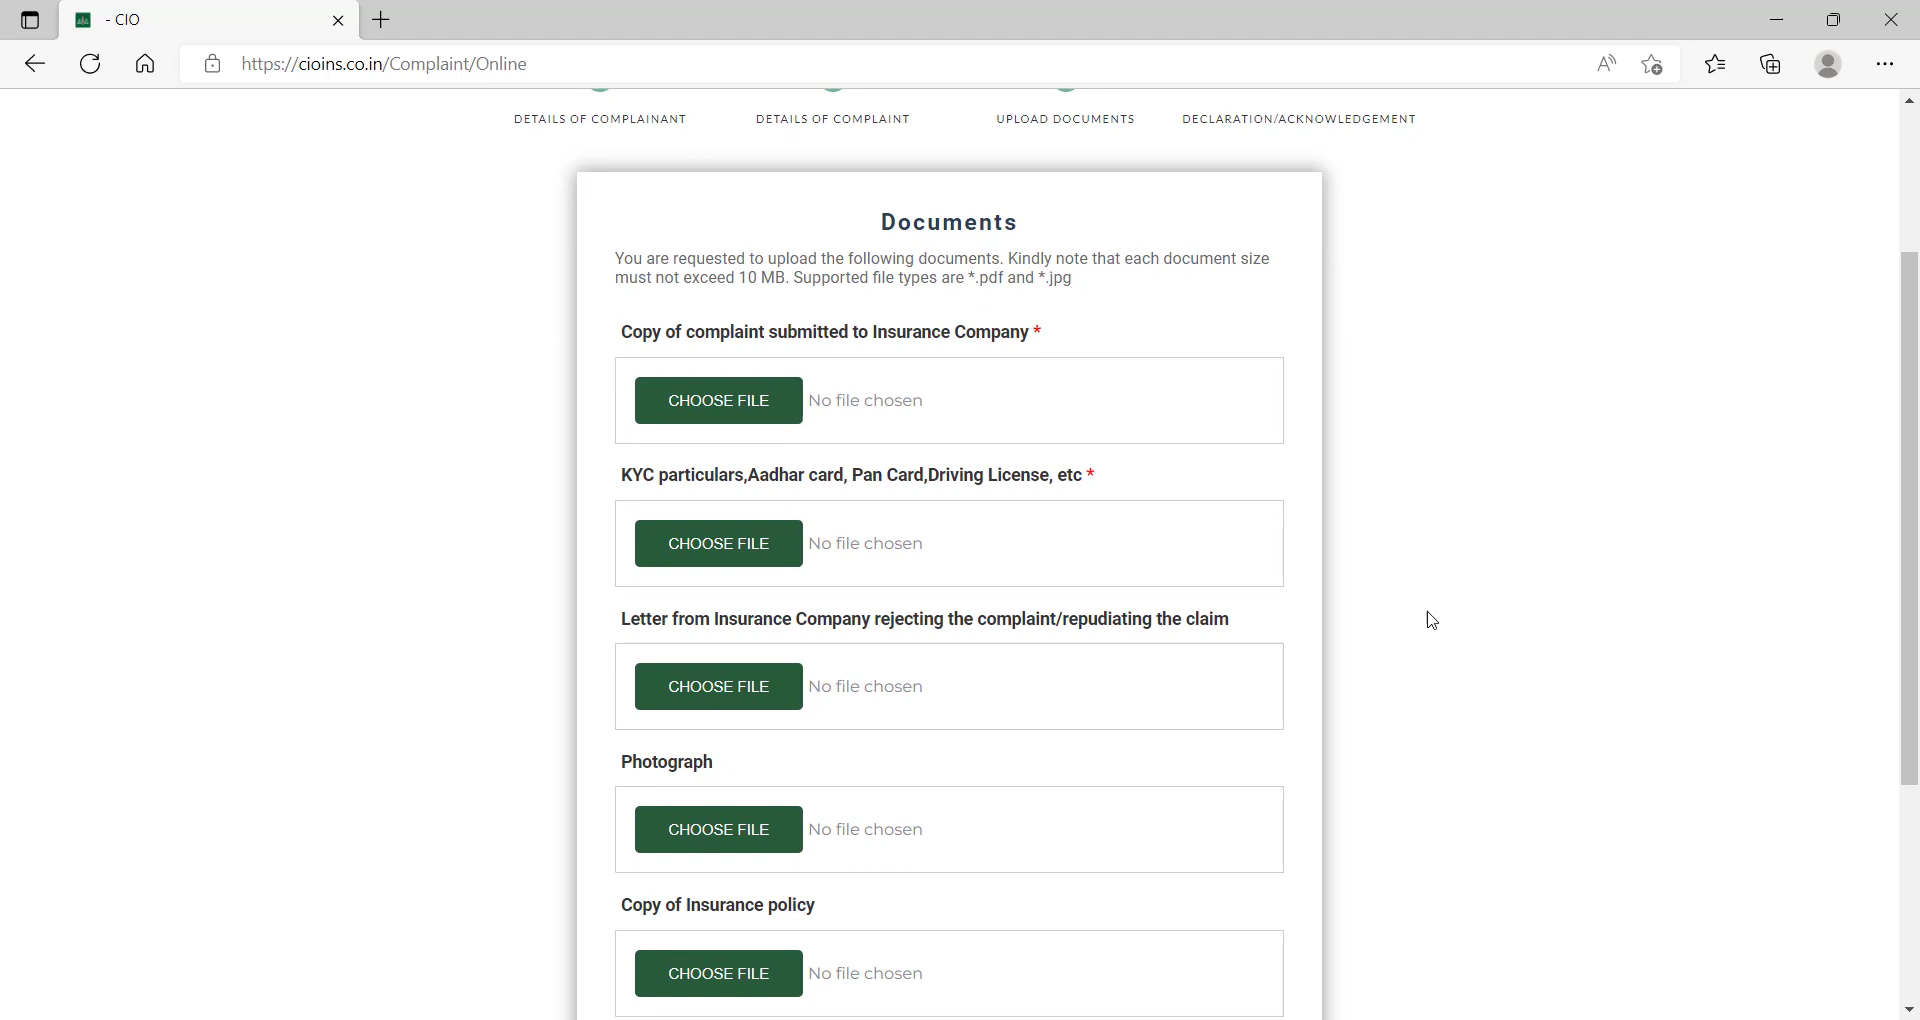 - CIO
https://cioins.co.in/Complaint/Online
DETAILS OF COMPLAINANT DETAILS OF COMPLAINT UPLOAD DOCUMENTS DECLARATION/ACKNOWLEDGEMENT
Documents
You are requested to upload the following documents. Kindly note that each document size
must not exceed 10 MB. Supported file types are *.pdf and *.jpg
Copy of complaint submitted to Insurance Company *
CHOOSE FILE No file chosen
KYC particulars,Aadhar card, Pan Card,Driving License, etc *
CHOOSE FILE No file chosen
Letter from Insurance Company rejecting the complaint/repudiating the claim
CHOOSE FILE No file chosen
Photograph
CHOOSE FILE No file chosen
Copy of Insurance policy
CHOOSE FILE No file chosen